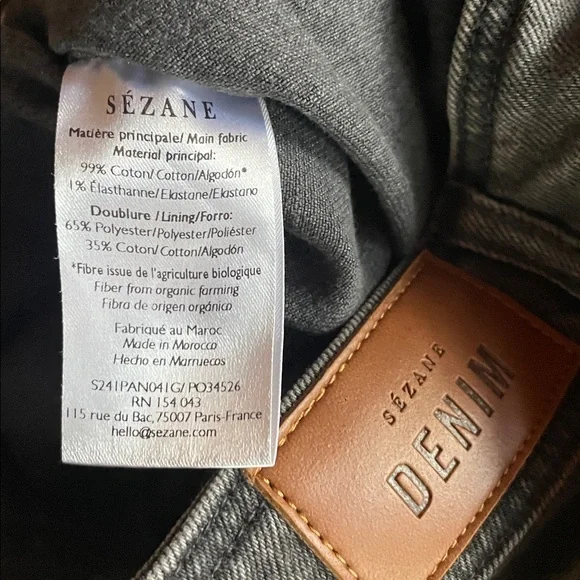 SÉZANE
Matière principale/ Main fabric
Material principal:
99% Coton/ Cotton/Algodón*
1% Élasthanne/Elastane/Elastano
Doublure / Lining/Forro:
65% Polyester/Polyester/Poliéster
35% Coton/ Cotton/Algodón
*Fibre issue de l'agriculture biologique
Fiber from organic farming
Fibra de origen orgánico
Fabriqué au Maroc
Made in Morocco
Hecho en Marruecos
S241PAN041G/ PO34526
RN 154 043
115 rue du Bac, 75007 Paris-France
hello@sezane.com
SÉZANE
DENIM